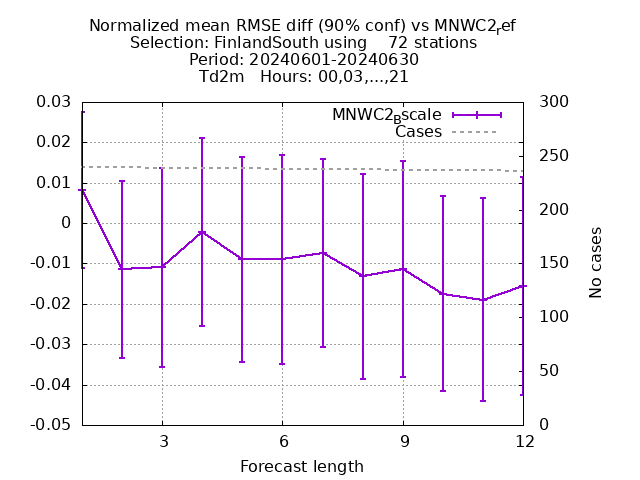 Normalized mean RMSE diff (90% conf) vs MNWC2_ref
Selection: FinlandSouth using    72 stations
Period: 20240601-20240630
Td2m   Hours: 00,03,...,21
MNWC2_Bscale
Cases
0.03
0.02
0.01
0
-0.01
-0.02
-0.03
-0.04
-0.05
300
250
200
150
100
50
0
No cases
3 6 9 12
Forecast length